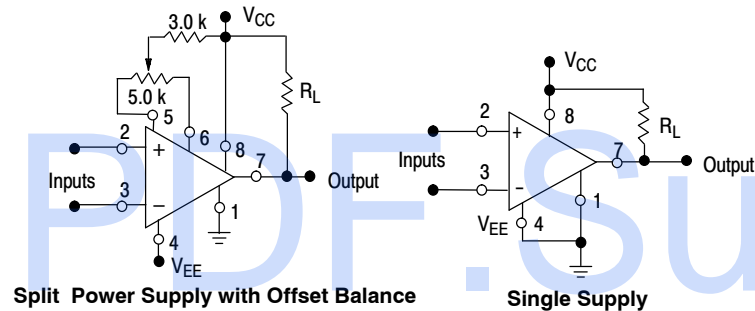 3.0 k
VCC
5.0 k
5
6
RL
2
+
8
7
Inputs
Output
3
−
1
4
VEE
Split Power Supply with Offset Balance
VCC
8
2
+
RL
7
Inputs
Output
3
-
1
VEE
4
Single Supply
PDF.Su